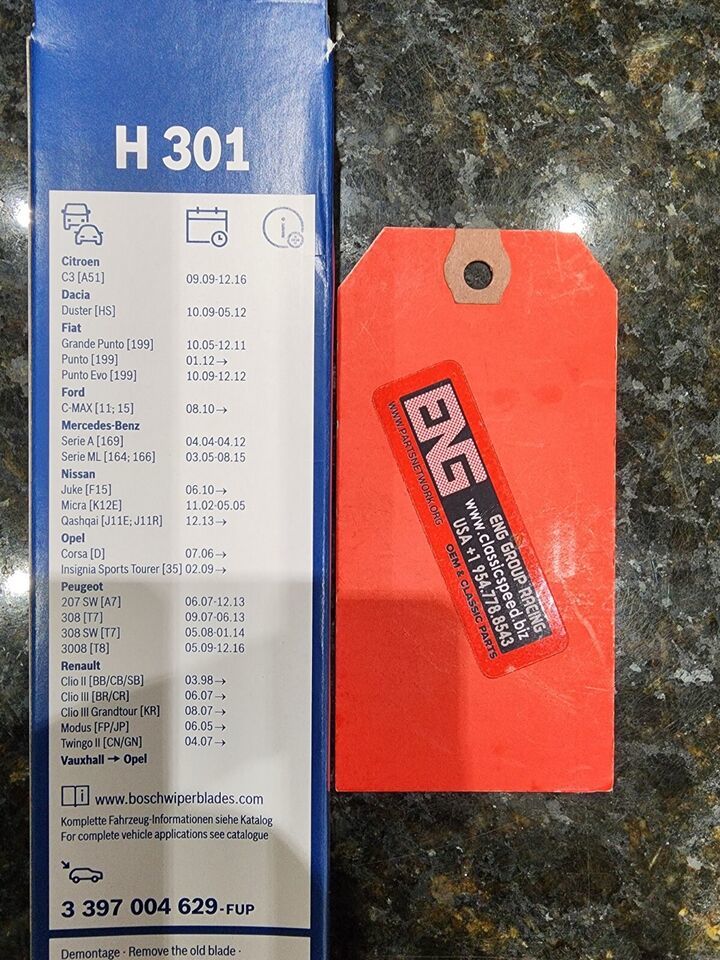 H 301
Citroen
C3 [A51] 09.09-12.16
Dacia
Duster [HS] 10.09-05.12
Fiat
Grande Punto [199] 10.05-12.11
Punto [199] 01.12→
Punto Evo [199] 10.09-12.12
Ford
C-MAX [11; 15] 08.10→
Mercedes-Benz
Serie A [169] 04.04-04.12
Serie ML [164; 166] 03.05-08.15
Nissan
Juke [F15] 06.10→
Micra [K12E] 11.02-05.05
Qashqai [J11E; J11R] 12.13→
Opel
Corsa [D] 07.06→
Insignia Sports Tourer [35] 02.09→
Peugeot
207 SW [A7] 06.07-12.13
308 [T7] 09.07-06.13
308 SW [T7] 05.08-01.14
3008 [T8] 05.09-12.16
Renault
Clio II [BB/CB/SB] 03.98→
Clio III [BR/CR] 06.07→
Clio III Grandtour [KR] 08.07→
Modus [FP/JP] 06.05→
Twingo II [CN/GN] 04.07→
Vauxhall → Opel
www.boschwiperblades.com
Komplette Fahrzeug-Informationen siehe Katalog
For complete vehicle applications see catalogue
3 397 004 629-FUP
Demontage · Remove the old blade ·
ENG
ENG GROUP RACING
www.classicspeed.biz
USA +1 954.778.8543
OEM & CLASSIC PARTS
WWW.PARTSNETWORK.ORG